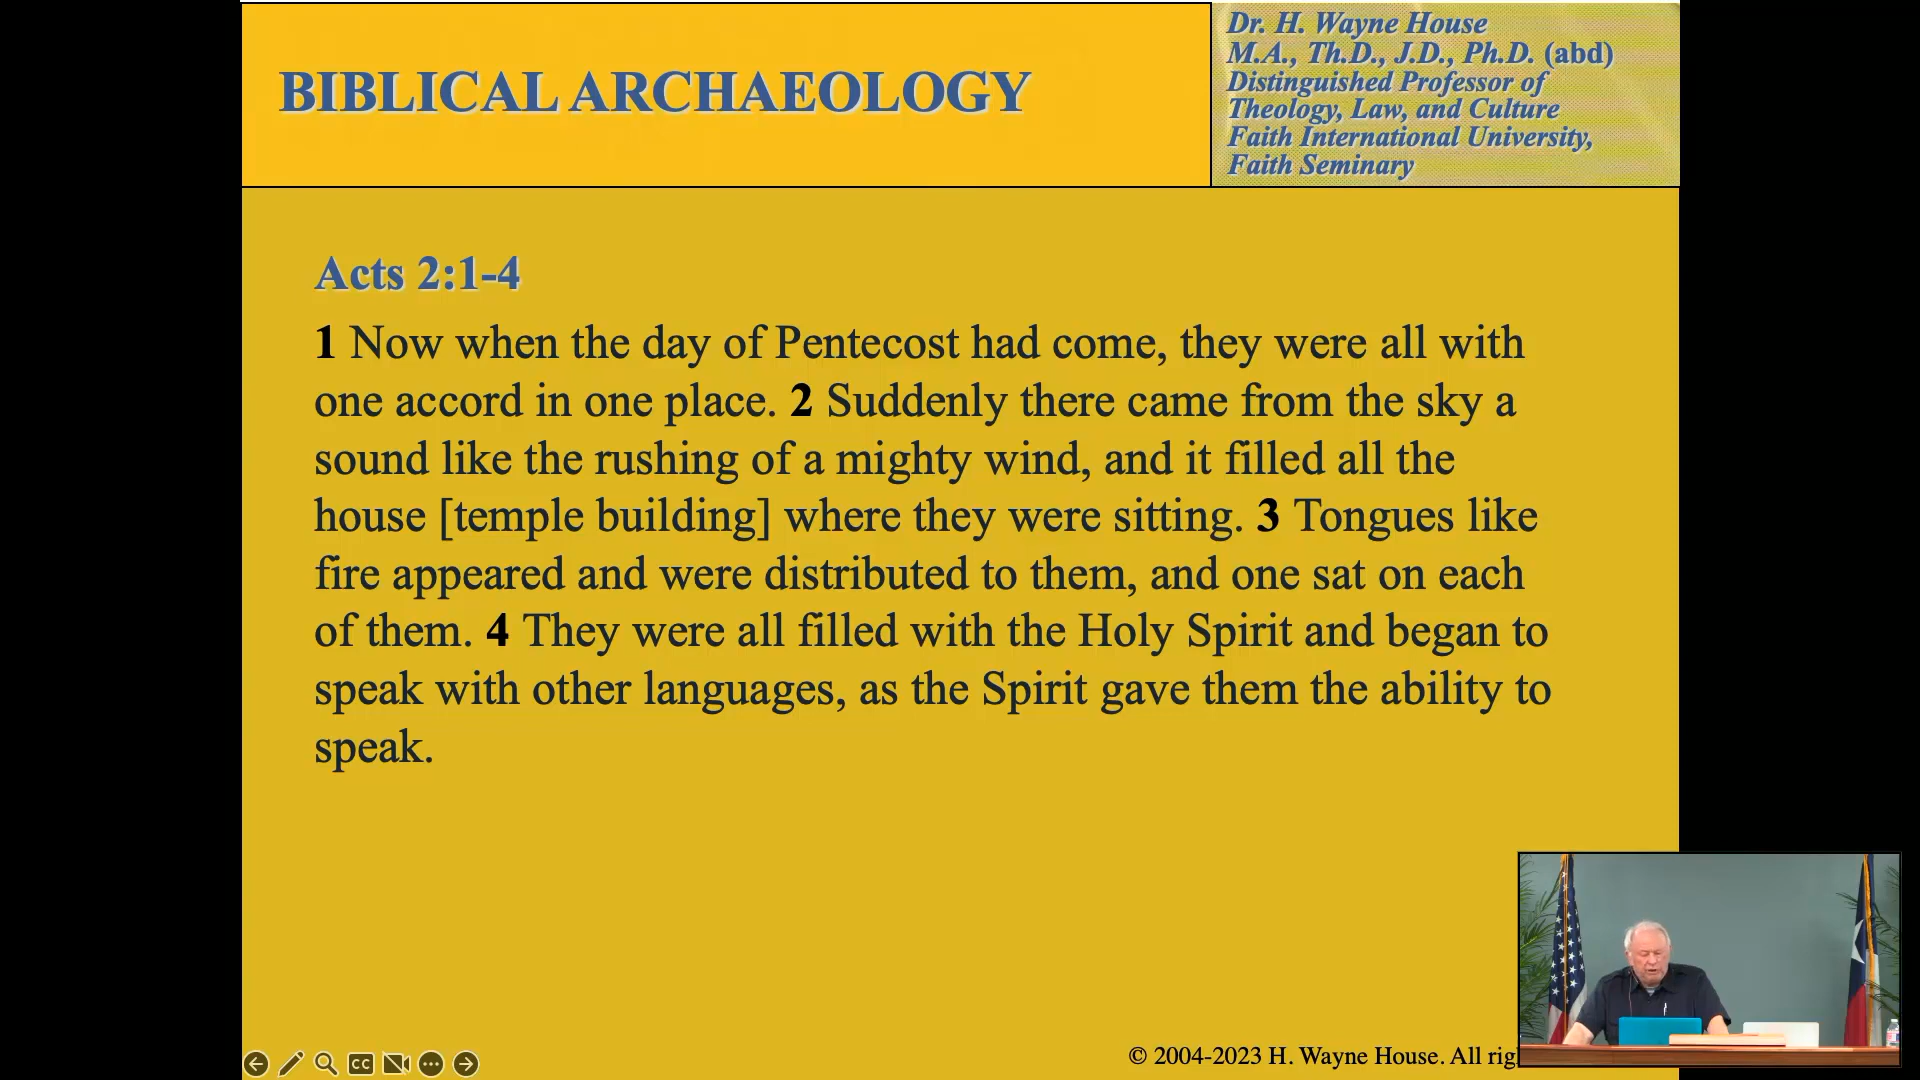 BIBLICAL ARCHAEOLOGY
Dr. H. Wayne House
M.A., Th.D., J.D., Ph.D. (abd)
Distinguished Professor of
Theology, Law, and Culture
Faith International University,
Faith Seminary
Acts 2:1-4
1 Now when the day of Pentecost had come, they were all with
one accord in one place. 2 Suddenly there came from the sky a
sound like the rushing of a mighty wind, and it filled all the
house [temple building] where they were sitting. 3 Tongues like
fire appeared and were distributed to them, and one sat on each
of them. 4 They were all filled with the Holy Spirit and began to
speak with other languages, as the Spirit gave them the ability to
speak.
CC
© 2004-2023 H. Wayne House. All rig